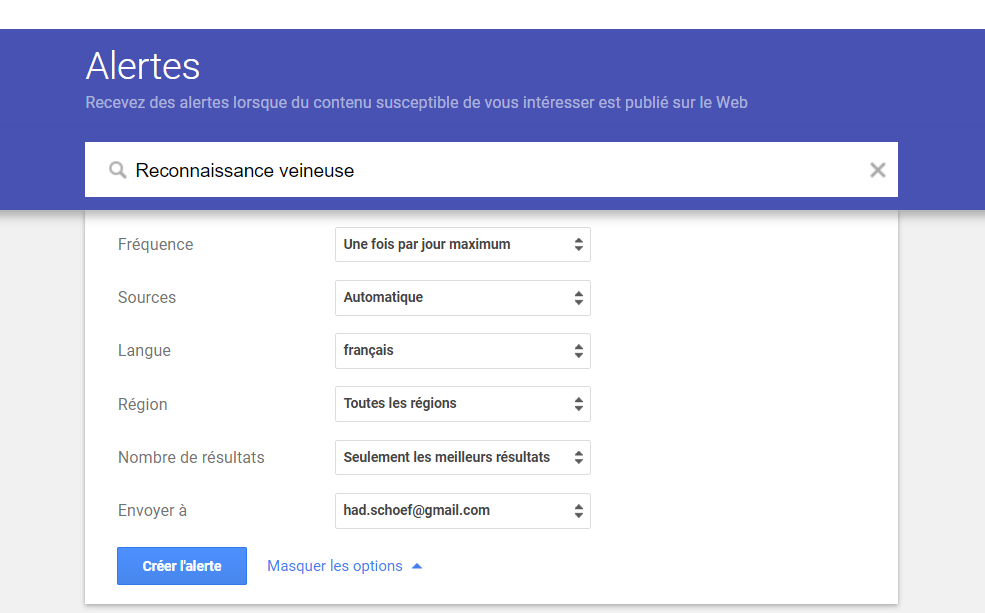 Alertes
Recevez des alertes lorsque du contenu susceptible de vous intéresser est publié sur le Web
Reconnaissance veineuse
Fréquence Une fois par jour maximum
Sources Automatique
Langue français
Région Toutes les régions
Nombre de résultats Seulement les meilleurs résultats
Envoyer à had.schoef@gmail.com
Créer l'alerte Masquer les options